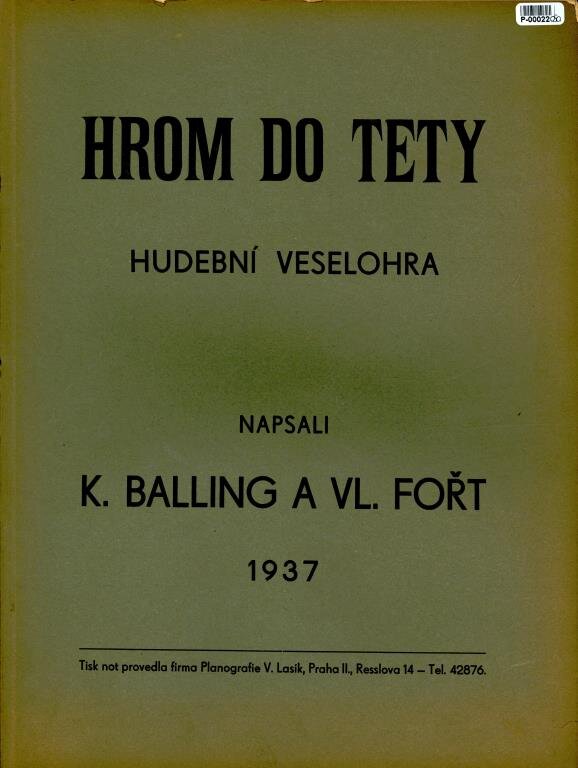 P-0002200
HROM DO TETY
HUDEBNÍ VESELOHRA
NAPSALI
K. BALLING A VL. FOŘT
1937
Tisk not provedla firma Planografie V. Lasík, Praha II., Resslova 14 – Tel. 42876.